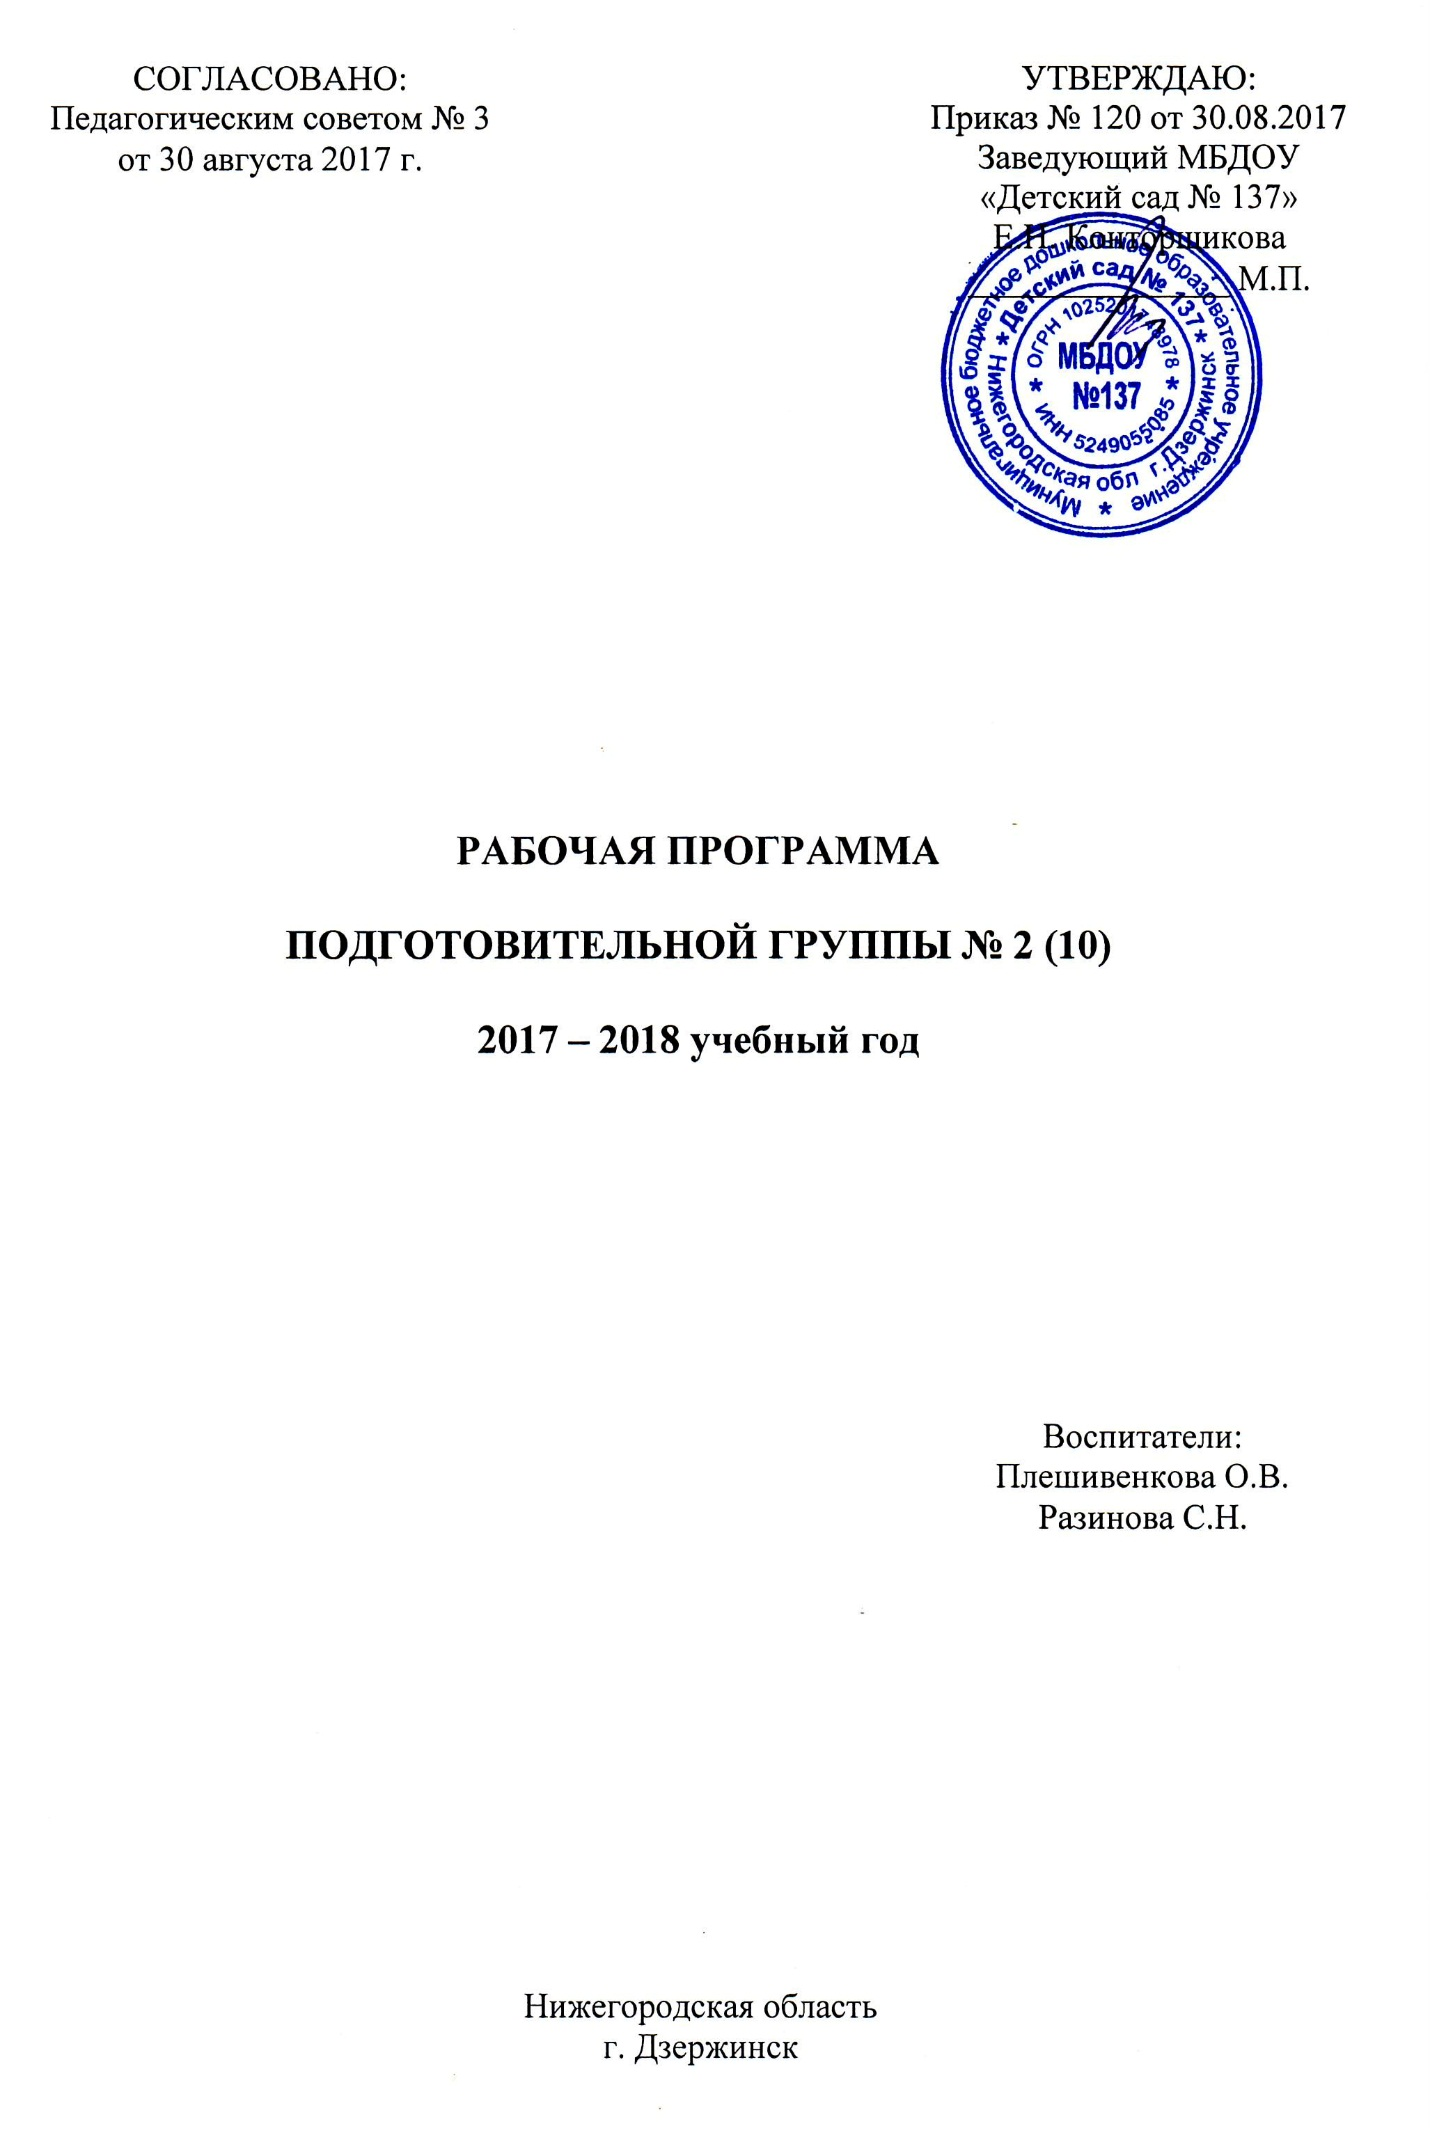 СОГЛАСОВАНО:
Педагогическим советом № 3
от 30 августа 2017 г.
УТВЕРЖДАЮ:
Приказ № 120 от 30.08.2017
Заведующий МБДОУ
«Детский сад № 137»
Е.Н. Конторщикова
М.П.
Муниципальное бюджетное дошкольное образовательное учреждение *
* Детский сад № 137 *
Нижегородская обл г.Дзержинск
* ОГРН *
ИНН 5249055085
МБДОУ
№137
РАБОЧАЯ ПРОГРАММА
ПОДГОТОВИТЕЛЬНОЙ ГРУППЫ № 2 (10)
2017 – 2018 учебный год
Воспитатели:
Плешивенкова О.В.
Разинова С.Н.
Нижегородская область
г. Дзержинск